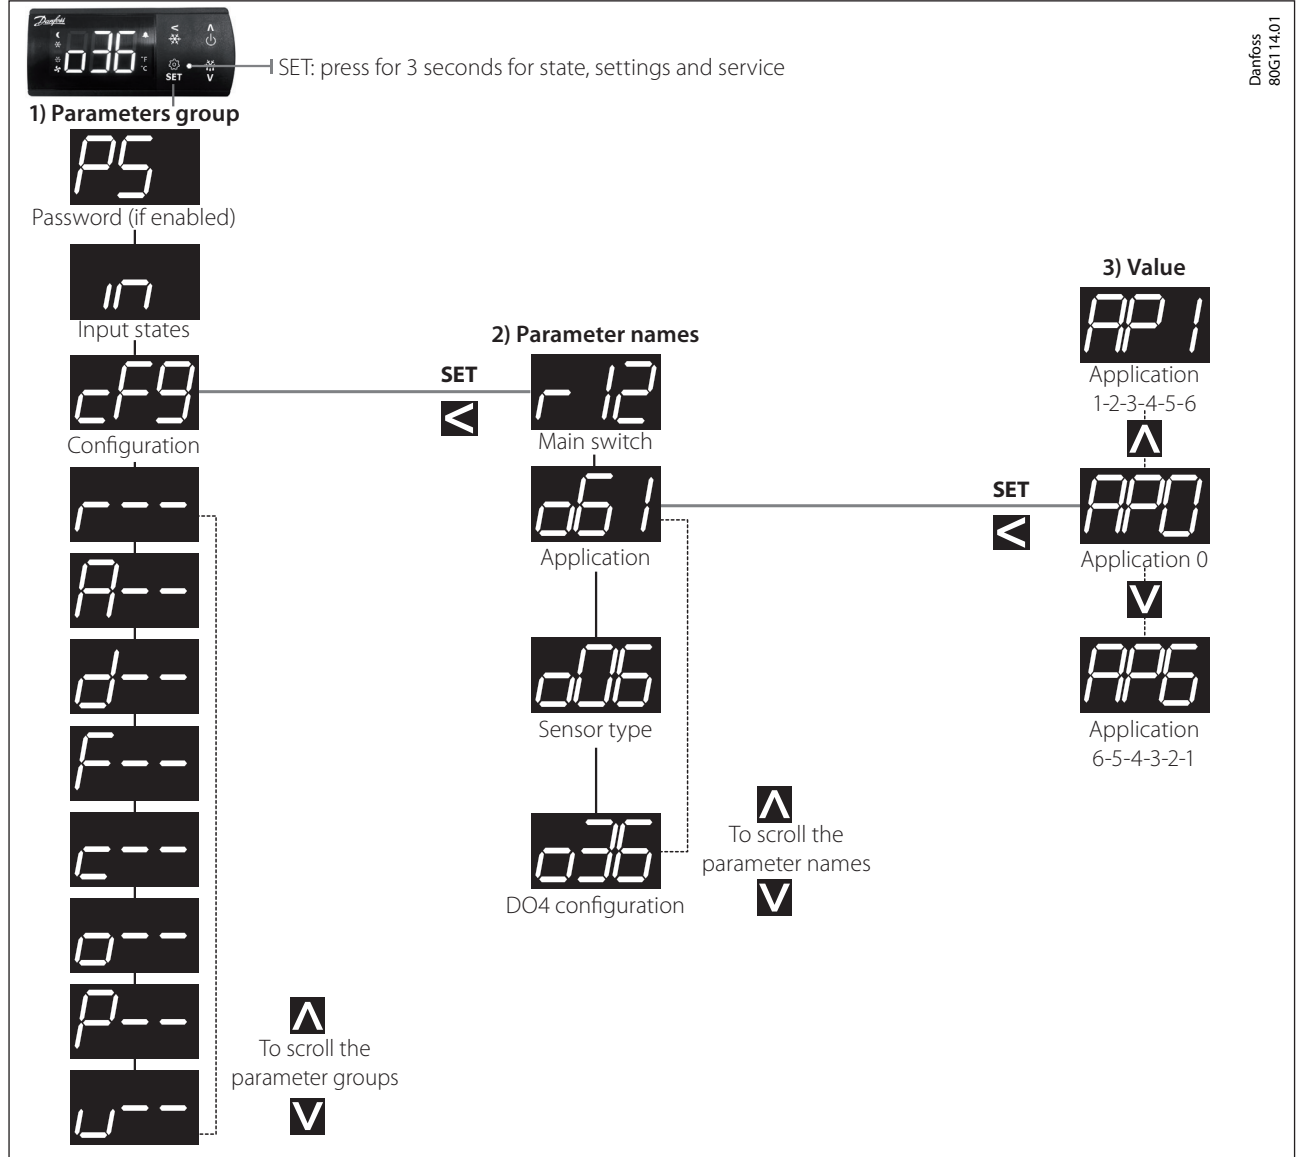 Danfoss
o36
°F
°C
SET
SET: press for 3 seconds for state, settings and service
Danfoss
80G114.01
1) Parameters group
PS
Password (if enabled)
in
Input states
cFg
Configuration
r--
A--
d--
F--
c--
o--
P--
u--
To scroll the
parameter groups
SET
<
2) Parameter names
r12
Main switch
o61
Application
o06
Sensor type
o36
DO4 configuration
To scroll the
parameter names
SET
<
3) Value
AP1
Application
1-2-3-4-5-6
AP0
Application 0
AP6
Application
6-5-4-3-2-1